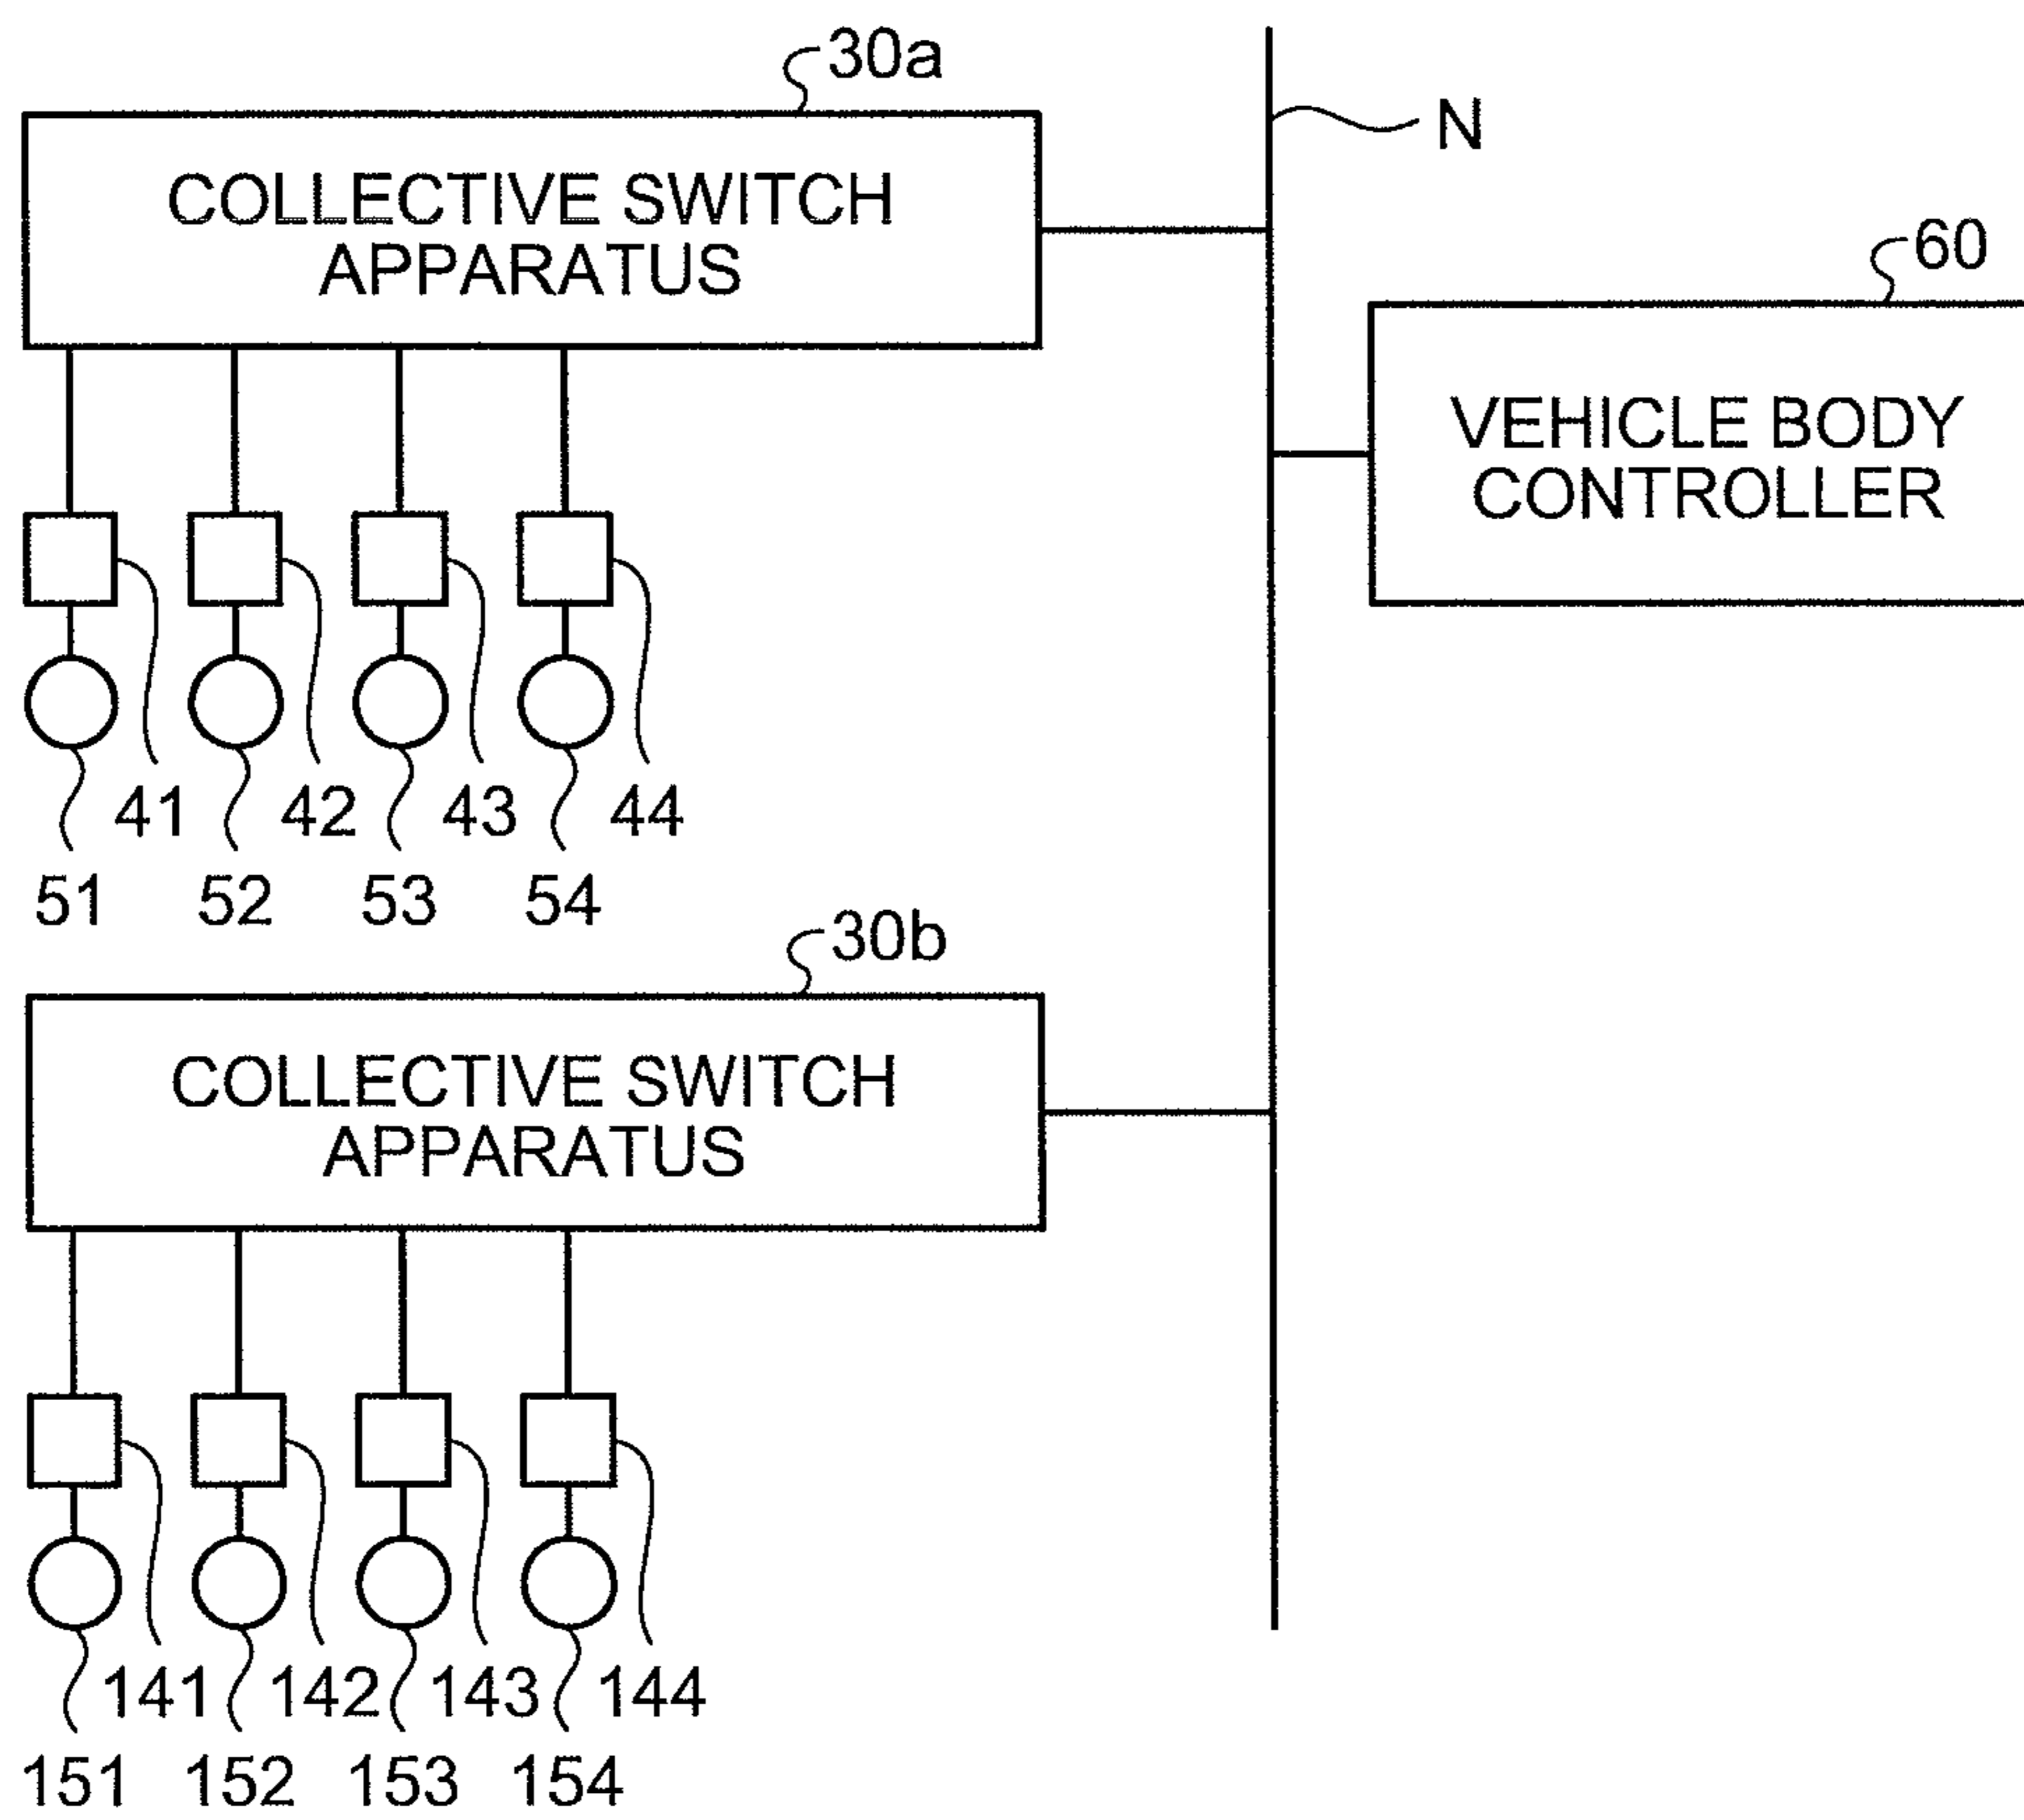 30a
N
COLLECTIVE SWITCH
APPARATUS
60
VEHICLE BODY
CONTROLLER
41 42 43 44
51 52 53 54
30b
COLLECTIVE SWITCH
APPARATUS
141 142 143 144
151 152 153 154